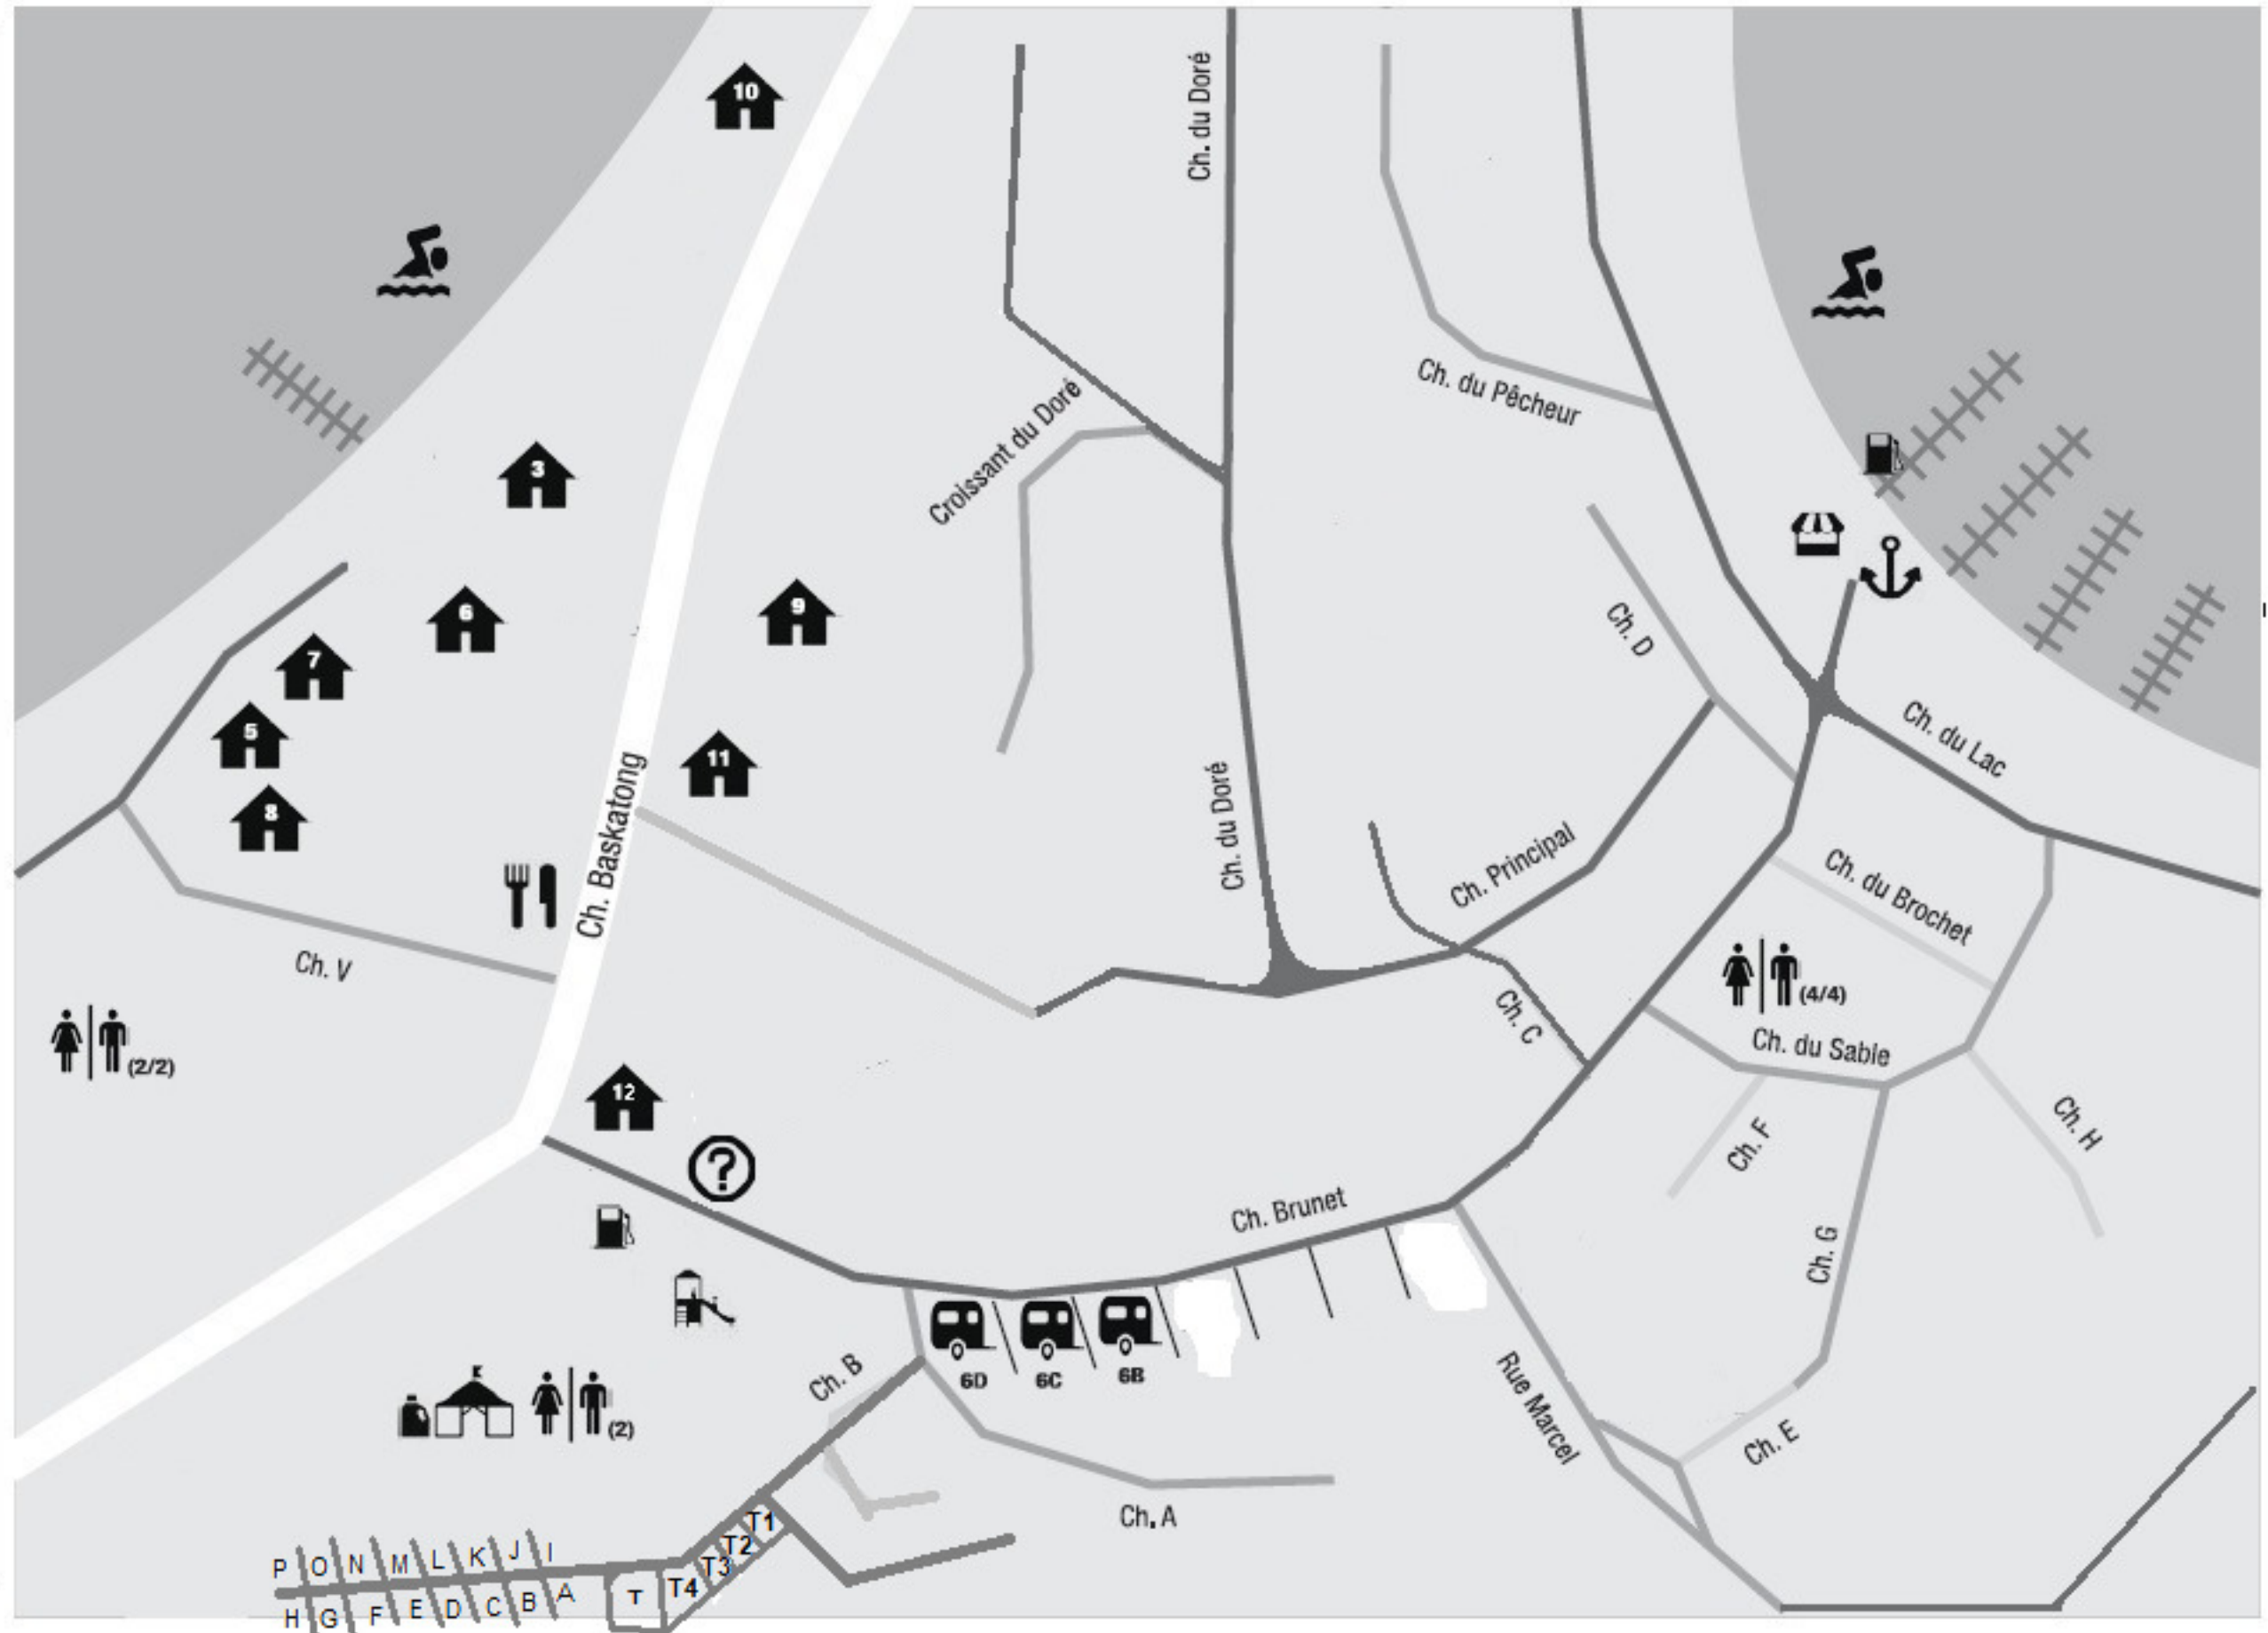 10
Ch. du Doré
Ch. du Pêcheur
Croissant du Doré
3
6
9
7
5
8
11
Ch. D
Ch. du Lac
Ch. Baskatong
Ch. du Doré
Ch. Principal
Ch. du Brochet
Ch. V
(4/4)
Ch. C
Ch. du Sable
(2/2)
12
?
Ch. F
Ch. H
Ch. Brunet
Ch. G
6D
6C
6B
Ch. B
Rue Marcel
(2)
Ch. E
Ch. A
T1
T2
T3
T4
T
P O N M L K J I
H G F E D C B A